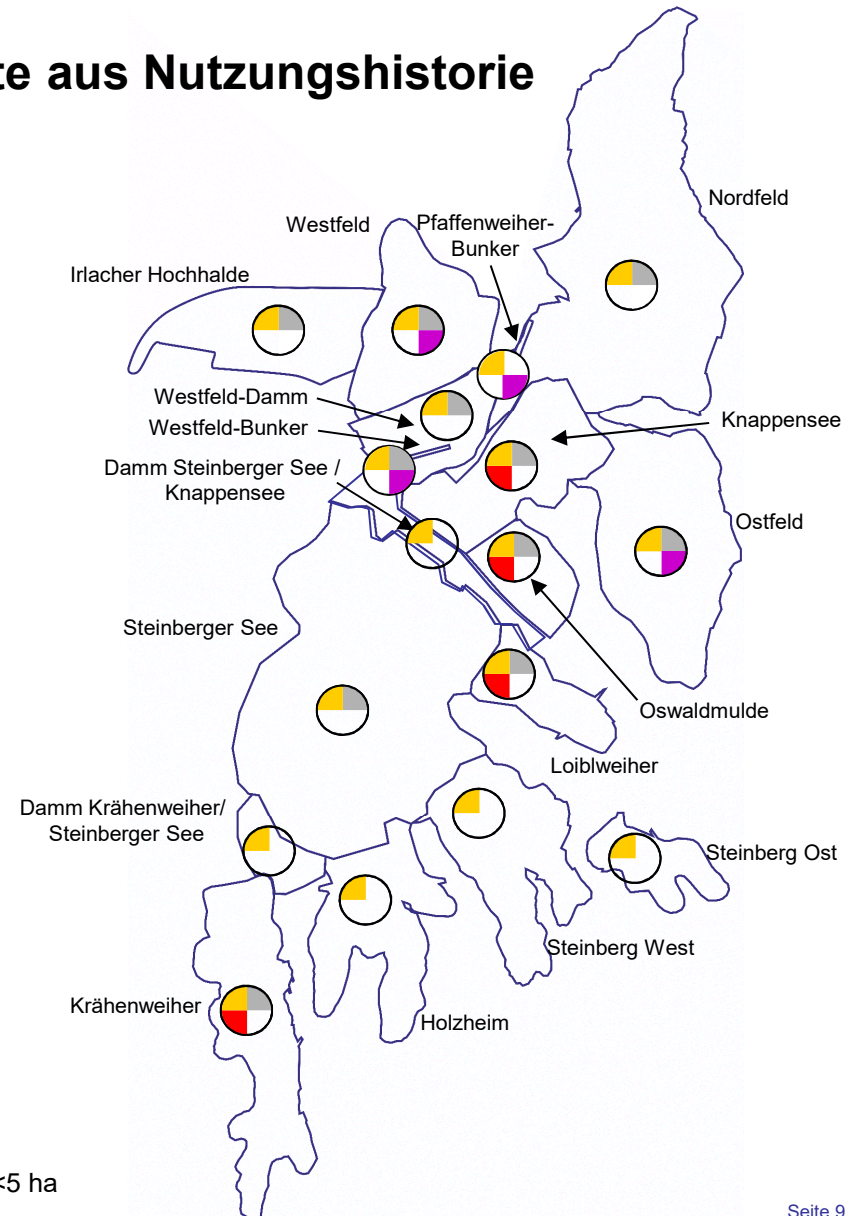 te aus Nutzungshistorie
Nordfeld
Westfeld
Pfaffenweiher-
Bunker
Irlacher Hochhalde
Westfeld-Damm
Westfeld-Bunker
Knappensee
Damm Steinberger See /
Knappensee
Ostfeld
Steinberger See
Oswaldmulde
Loiblweiher
Damm Krähenweiher/
Steinberger See
Steinberg Ost
Steinberg West
Krähenweiher
Holzheim
<5 ha
Seite 9